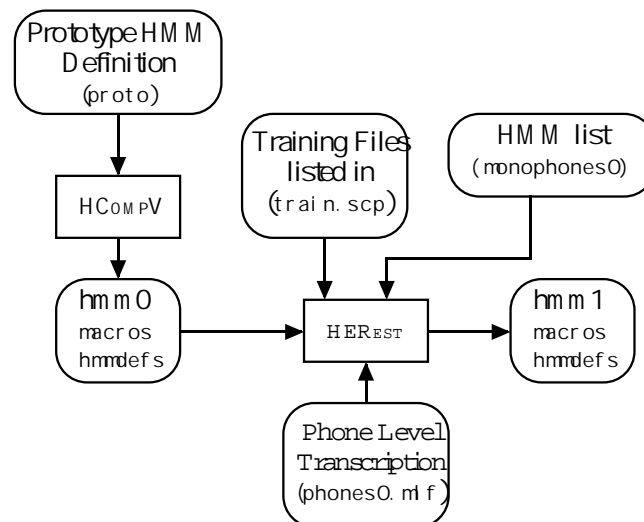 Prototype HMM
Definition
(proto)
Training Files
listed in
(train.scp)
HMM list
(monophones0)
HCOMPV
hmm0
macros
hmmdefs
HEREST
hmm1
macros
hmmdefs
Phone Level
Transcription
(phones0.mlf)